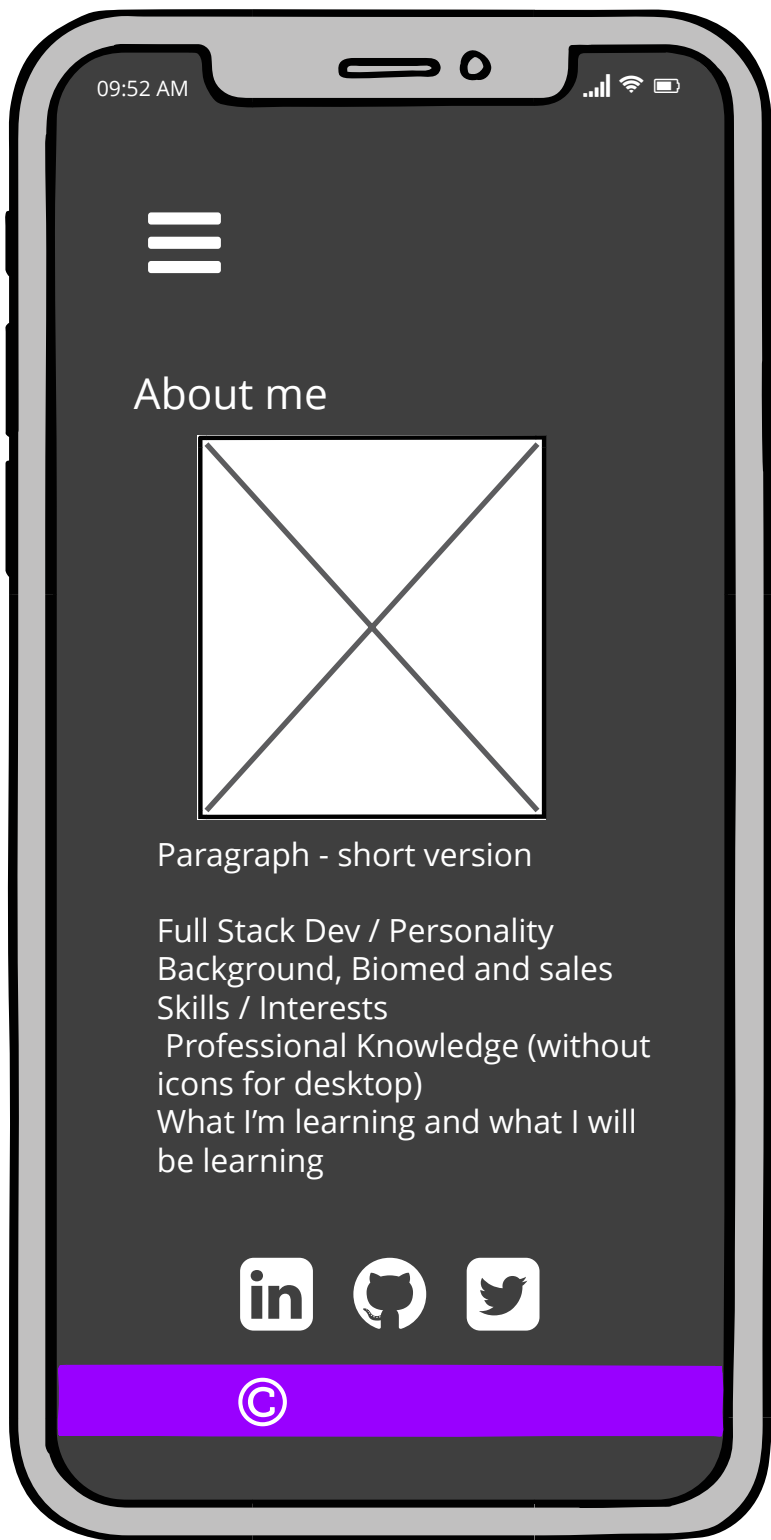 09:52 AM
About me
Paragraph - short version
Full Stack Dev / Personality
Background, Biomed and sales
Skills / Interests
Professional Knowledge (without
icons for desktop)
What I’m learning and what I will
be learning
in
©